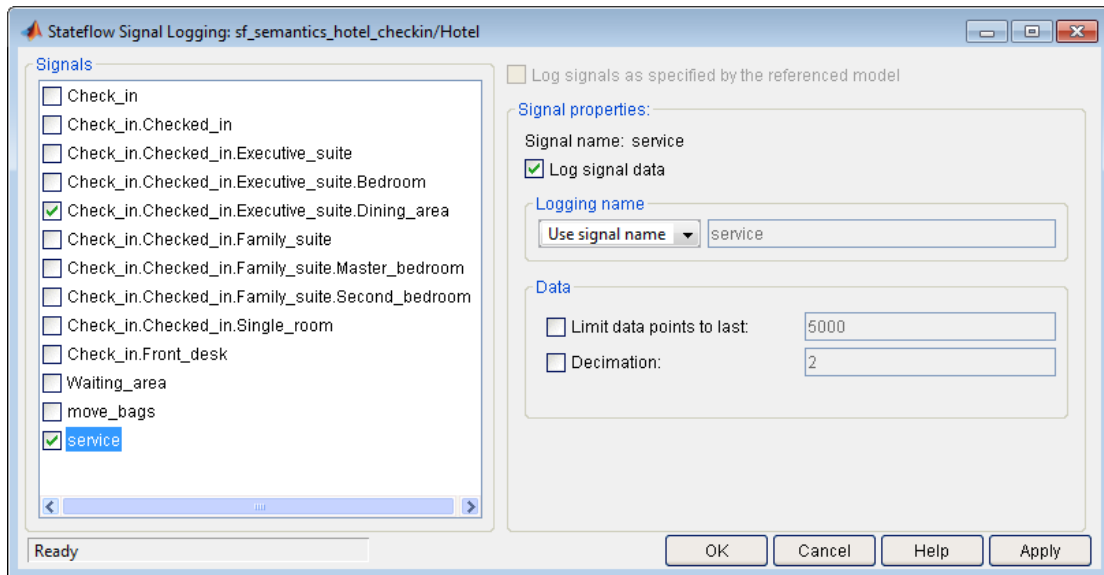 Stateflow Signal Logging: sf_semantics_hotel_checkin/Hotel
Signals
Check_in
Check_in.Checked_in
Check_in.Checked_in.Executive_suite
Check_in.Checked_in.Executive_suite.Bedroom
Check_in.Checked_in.Executive_suite.Dining_area
Check_in.Checked_in.Family_suite
Check_in.Checked_in.Family_suite.Master_bedroom
Check_in.Checked_in.Family_suite.Second_bedroom
Check_in.Checked_in.Single_room
Check_in.Front_desk
Waiting_area
move_bags
service
Log signals as specified by the referenced model
Signal properties:
Signal name: service
Log signal data
Logging name
Use signal name service
Data
Limit data points to last: 5000
Decimation: 2
Ready
OK Cancel Help Apply